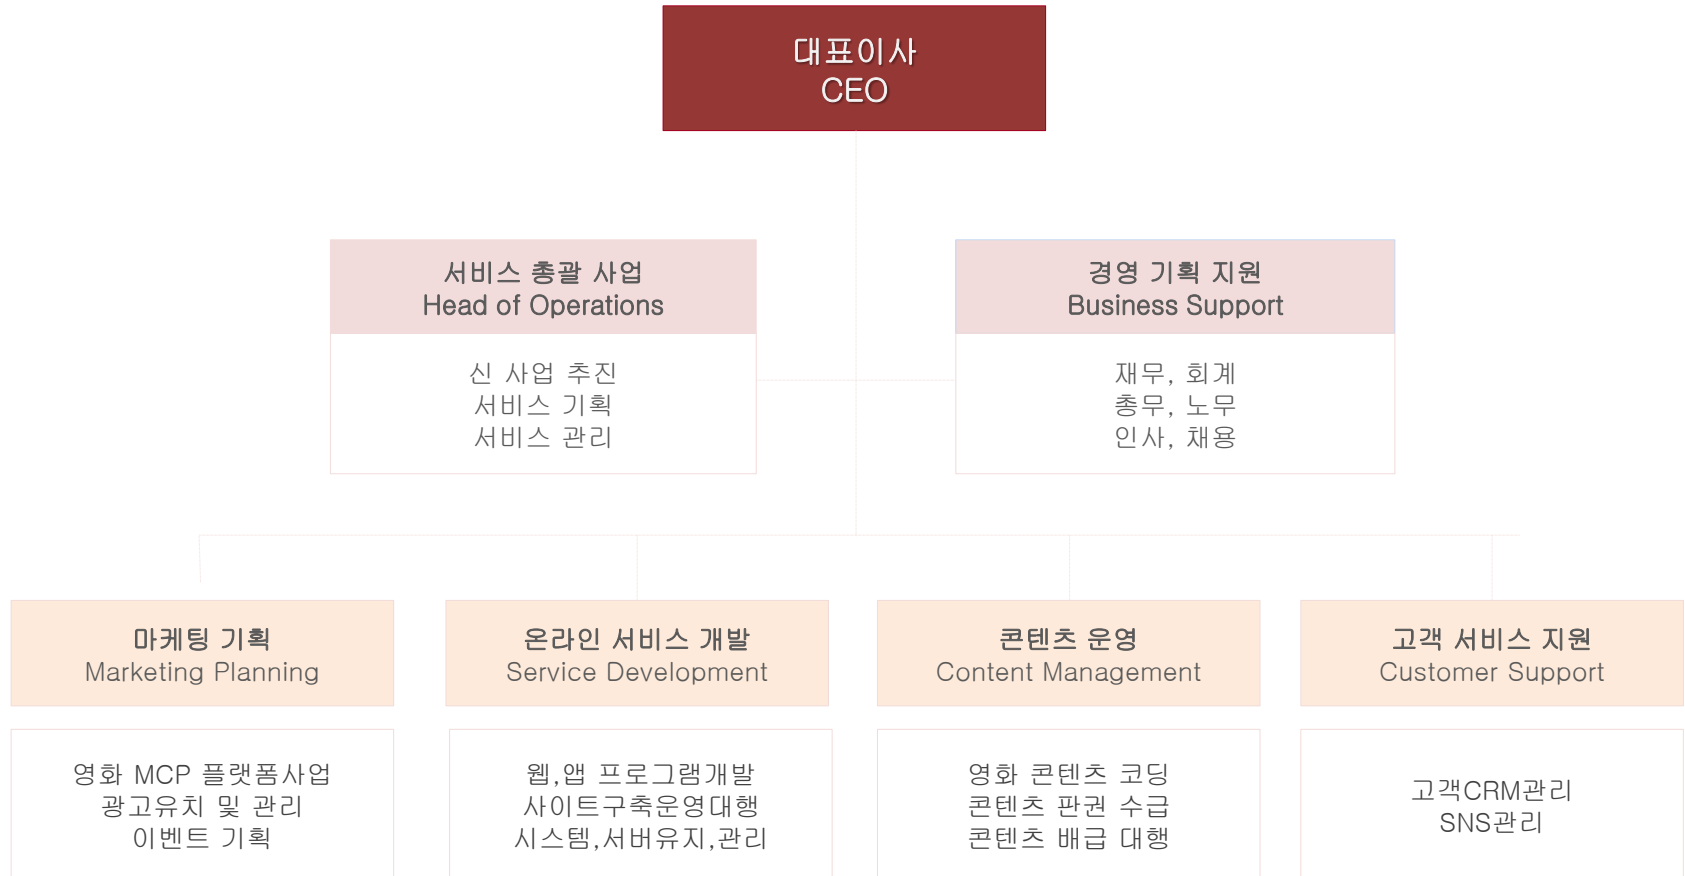 대표이사
CEO
서비스 총괄 사업
Head of Operations
신 사업 추진
서비스 기획
서비스 관리
경영 기획 지원
Business Support
재무, 회계
총무, 노무
인사, 채용
마케팅 기획
Marketing Planning
영화 MCP 플랫폼사업
광고유치 및 관리
이벤트 기획
온라인 서비스 개발
Service Development
웹,앱 프로그램개발
사이트구축운영대행
시스템,서버유지,관리
콘텐츠 운영
Content Management
영화 콘텐츠 코딩
콘텐츠 판권 수급
콘텐츠 배급 대행
고객 서비스 지원
Customer Support
고객CRM관리
SNS관리